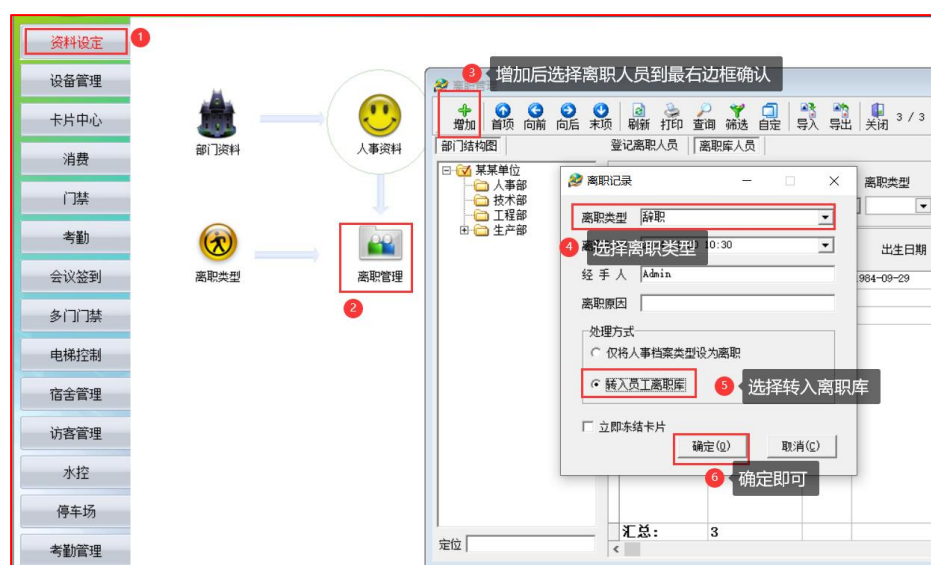 资料设定
1
设备管理
卡片中心
消费
门禁
考勤
会议签到
多门门禁
电梯控制
宿舍管理
访客管理
水控
停车场
考勤管理
部门资料
人事资料
离职类型
离职管理
2
3 增加后选择离职人员到最右边框确认
增加 首项 向前 向后 末项 刷新 打印 查询 筛选 自定 导入 导出 关闭 3 / 3
部门结构图
登记离职人员 离职库人员
某某单位
人事部
技术部
工程部
生产部
定位
离职类型
出生日期
1984-09-29
离职记录
离职类型 辞职
4 选择离职类型
10:30
经 手 人 Admin
离职原因
处理方式
仅将人事档案类型设为离职
转入员工离职库
5 选择转入离职库
立即冻结卡片
确定(O) 取消(C)
6 确定即可
汇总: 3